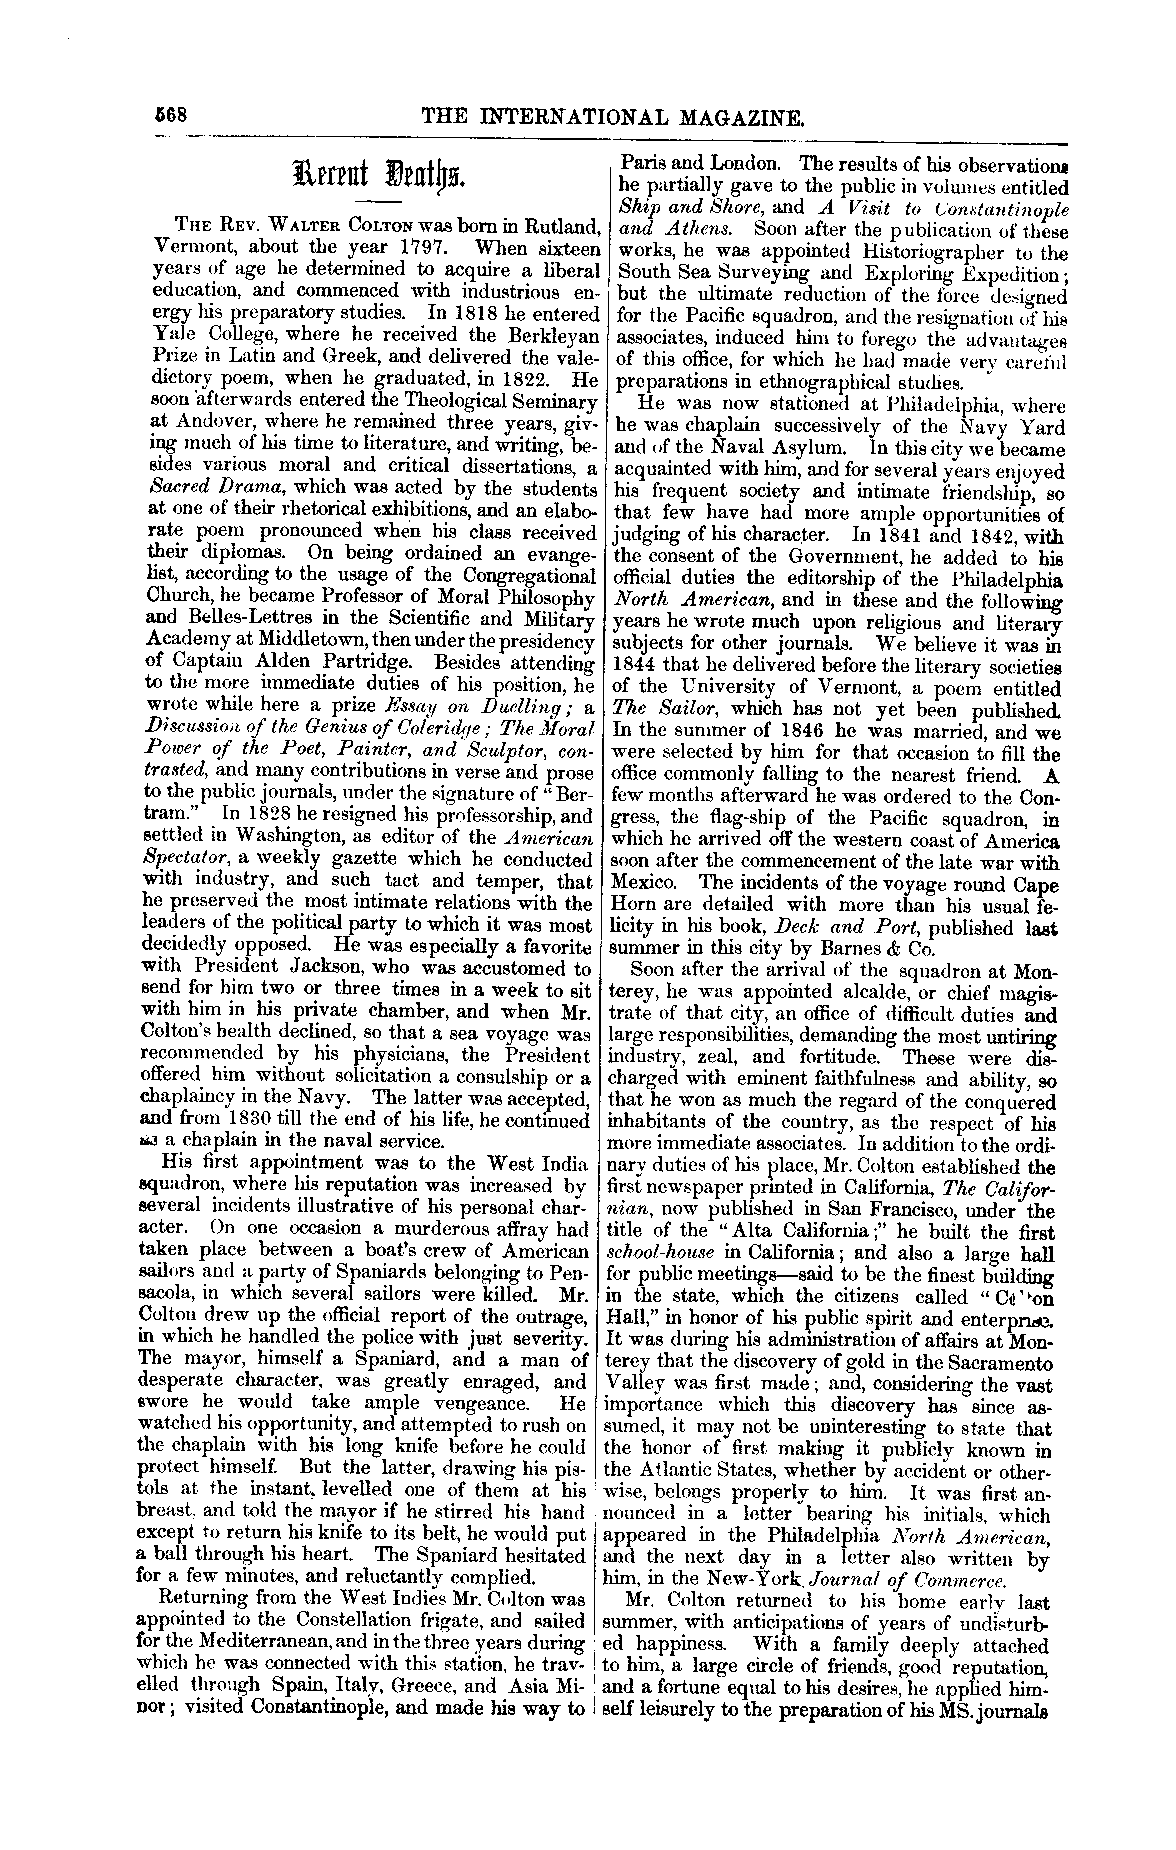 568 THE INTERNATIONAL MAGAZINE.
Recent Deaths.
THE REV. WALTER COLTON was born in Rutland,
Vermont, about the year 1797. When sixteen
years of age he determined to acquire a liberal
education, and commenced with industrious en-
ergy his preparatory studies. In 1818 he entered
Yale College, where he received the Berkleyan
Prize in Latin and Greek, and delivered the vale-
dictory poem, when he graduated, in 1822. He
soon afterwards entered the Theological Seminary
at Andover, where he remained three years, giv-
ing much of his time to literature, and writing, be-
sides various moral and critical dissertations, a
Sacred Drama, which was acted by the students
at one of their rhetorical exhibitions, and an elabo-
rate poem pronounced when his class received
their diplomas. On being ordained an evange-
list, according to the usage of the Congregational
Church, he became Professor of Moral Philosophy
and Belles-Lettres in the Scientific and Military
Academy at Middletown, then under the presidency
of Captain Alden Partridge. Besides attending
to the more immediate duties of his position, he
wrote while here a prize Essay on Duelling; a
Discussion of the Genius of Coleridge; The Moral
Power of the Poet, Painter, and Sculptor, con-
trasted, and many contributions in verse and prose
to the public journals, under the signature of "Ber-
tram." In 1828 he resigned his professorship, and
settled in Washington, as editor of the American
Spectator, a weekly gazette which he conducted
with industry, and such tact and temper, that
he preserved the most intimate relations with the
leaders of the political party to which it was most
decidedly opposed. He was especially a favorite
with President Jackson, who was accustomed to
send for him two or three times in a week to sit
with him in his private chamber, and when Mr.
Colton's health declined, so that a sea voyage was
recommended by his physicians, the President
offered him without solicitation a consulship or a
chaplaincy in the Navy. The latter was accepted,
and from 1830 till the end of his life, he continued
as a chaplain in the naval service.
His first appointment was to the West India
squadron, where his reputation was increased by
several incidents illustrative of his personal char-
acter. On one occasion a murderous affray had
taken place between a boat's crew of American
sailors and a party of Spaniards belonging to Pen-
sacola, in which several sailors were killed. Mr.
Colton drew up the official report of the outrage,
in which he handled the police with just severity.
The mayor, himself a Spaniard, and a man of
desperate character, was greatly enraged, and
swore he would take ample vengeance. He
watched his opportunity, and attempted to rush on
the chaplain with his long knife before he could
protect himself. But the latter, drawing his pis-
tols at the instant, levelled one of them at his
breast, and told the mayor if he stirred his hand
except to return his knife to its belt, he would put
a ball through his heart. The Spaniard hesitated
for a few minutes, and reluctantly complied.
Returning from the West Indies Mr. Colton was
appointed to the Constellation frigate, and sailed
for the Mediterranean, and in the three years during
which he was connected with this station, he trav-
elled through Spain, Italy, Greece, and Asia Mi-
nor; visited Constantinople, and made his way to
Paris and London. The results of his observations
he partially gave to the public in volumes entitled
Ship and Shore, and A Visit to Constantinople
and Athens. Soon after the publication of these
works, he was appointed Historiographer to the
South Sea Surveying and Exploring Expedition;
but the ultimate reduction of the force designed
for the Pacific squadron, and the resignation of his
associates, induced him to forego the advantages
of this office, for which he had made very careful
preparations in ethnographical studies.
He was now stationed at Philadelphia, where
he was chaplain successively of the Navy Yard
and of the Naval Asylum. In this city we became
acquainted with him, and for several years enjoyed
his frequent society and intimate friendship, so
that few have had more ample opportunities of
judging of his character. In 1841 and 1842, with
the consent of the Government, he added to his
official duties the editorship of the Philadelphia
North American, and in these and the following
years he wrote much upon religious and literary
subjects for other journals. We believe it was in
1844 that he delivered before the literary societies
of the University of Vermont, a poem entitled
The Sailor, which has not yet been published.
In the summer of 1846 he was married, and we
were selected by him for that occasion to fill the
office commonly falling to the nearest friend. A
few months afterward he was ordered to the Con-
gress, the flag-ship of the Pacific squadron, in
which he arrived off the western coast of America
soon after the commencement of the late war with
Mexico. The incidents of the voyage round Cape
Horn are detailed with more than his usual fe-
licity in his book, Deck and Port, published last
summer in this city by Barnes & Co.
Soon after the arrival of the squadron at Mon-
terey, he was appointed alcalde, or chief magis-
trate of that city, an office of difficult duties and
large responsibilities, demanding the most untiring
industry, zeal, and fortitude. These were dis-
charged with eminent faithfulness and ability, so
that he won as much the regard of the conquered
inhabitants of the country, as the respect of his
more immediate associates. In addition to the ordi-
nary duties of his place, Mr. Colton established the
first newspaper printed in California, The Califor-
nian, now published in San Francisco, under the
title of the "Alta California;" he built the first
school-house in California; and also a large hall
for public meetings—said to be the finest building
in the state, which the citizens called "Colton
Hall," in honor of his public spirit and enterprise.
It was during his administration of affairs at Mon-
terey that the discovery of gold in the Sacramento
Valley was first made; and, considering the vast
importance which this discovery has since as-
sumed, it may not be uninteresting to state that
the honor of first making it publicly known in
the Atlantic States, whether by accident or other-
wise, belongs properly to him. It was first an-
nounced in a letter bearing his initials, which
appeared in the Philadelphia North American,
and the next day in a letter also written by
him, in the New-York Journal of Commerce.
Mr. Colton returned to his home early last
summer, with anticipations of years of undisturb-
ed happiness. With a family deeply attached
to him, a large circle of friends, good reputation,
and a fortune equal to his desires, he applied him-
self leisurely to the preparation of his MS. journals